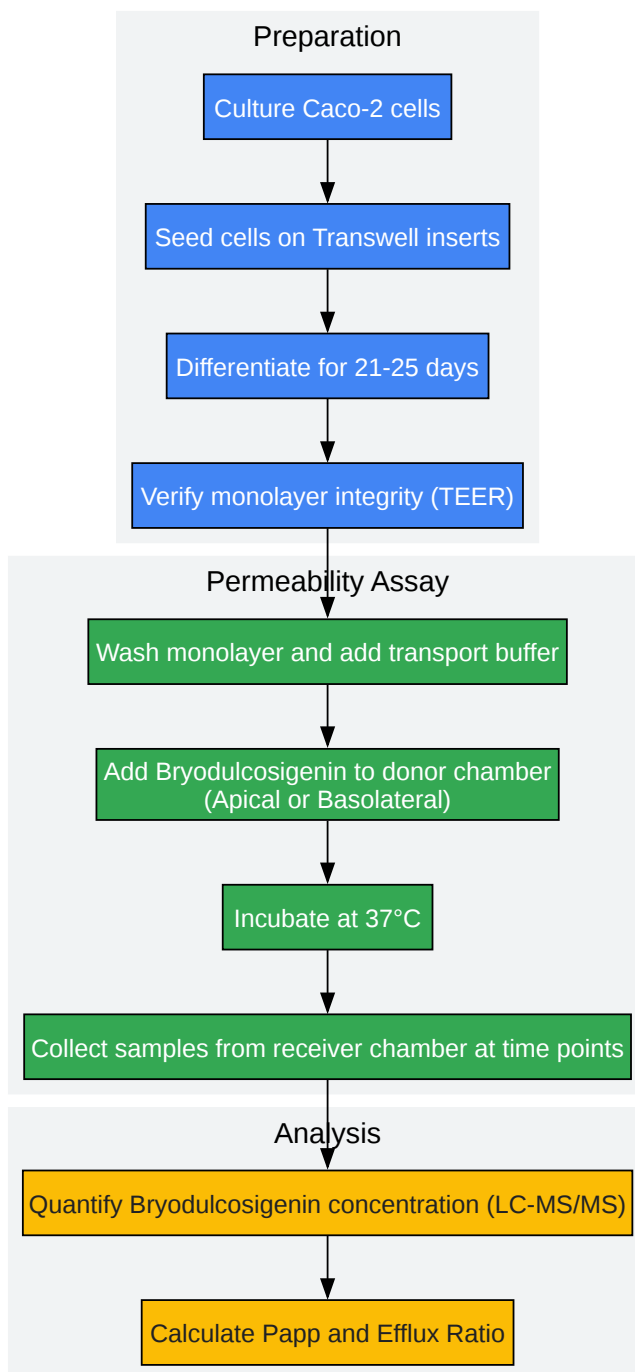 Preparation
Culture Caco-2 cells
Seed cells on Transwell inserts
Differentiate for 21-25 days
Verify monolayer integrity (TEER)
Permeability Assay
Wash monolayer and add transport buffer
Add Bryodulcosigenin to donor chamber
(Apical or Basolateral)
Incubate at 37°C
Collect samples from receiver chamber at time points
Analysis
Quantify Bryodulcosigenin concentration (LC-MS/MS)
Calculate Papp and Efflux Ratio